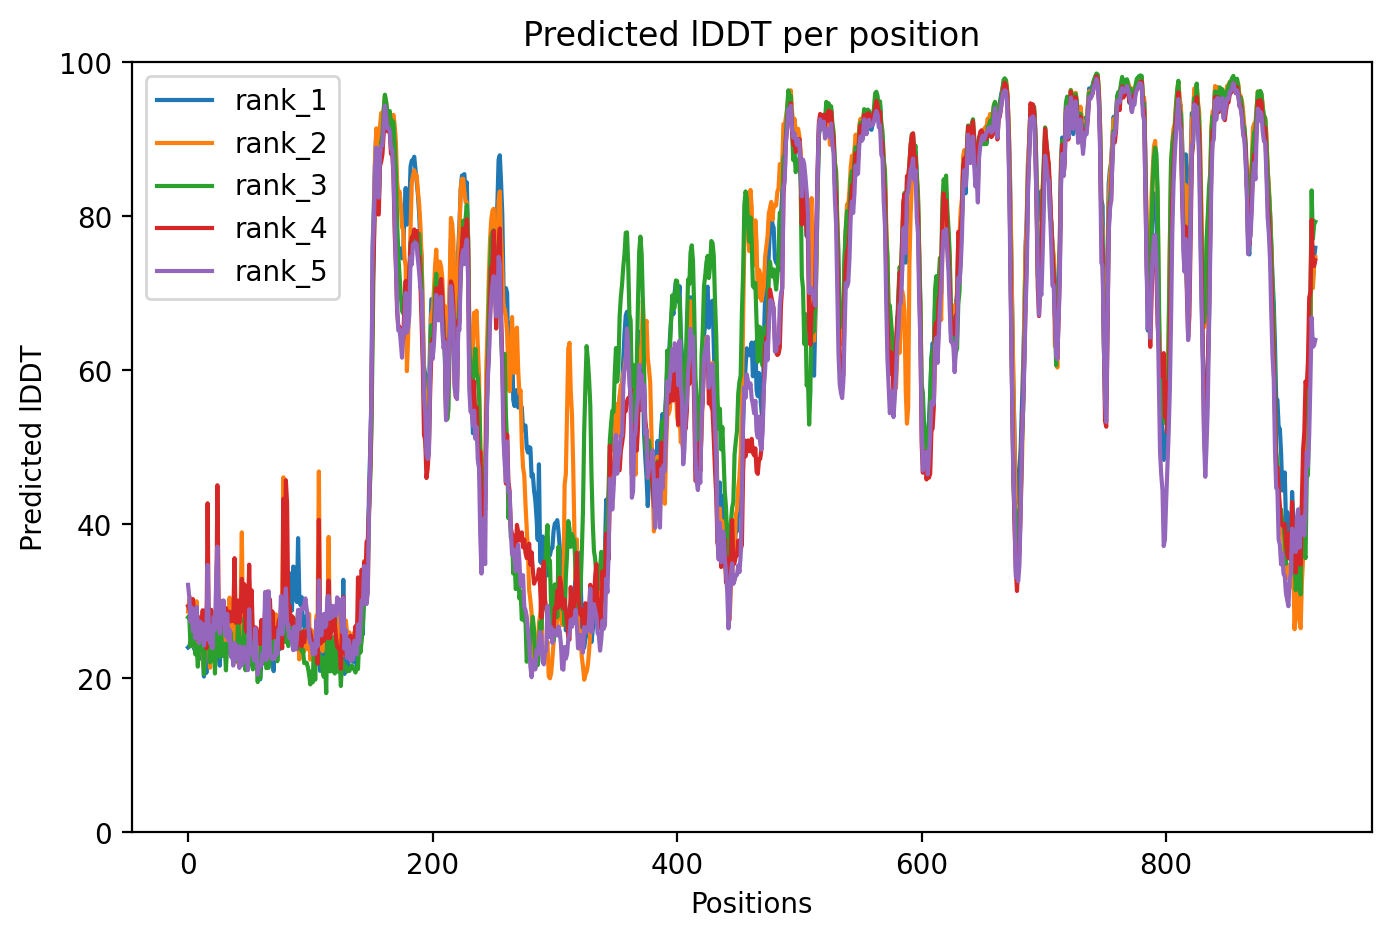 Predicted lDDT per position
100
80
60
40
20
0
Predicted lDDT
rank_1
rank_2
rank_3
rank_4
rank_5
0 200 400 600 800
Positions